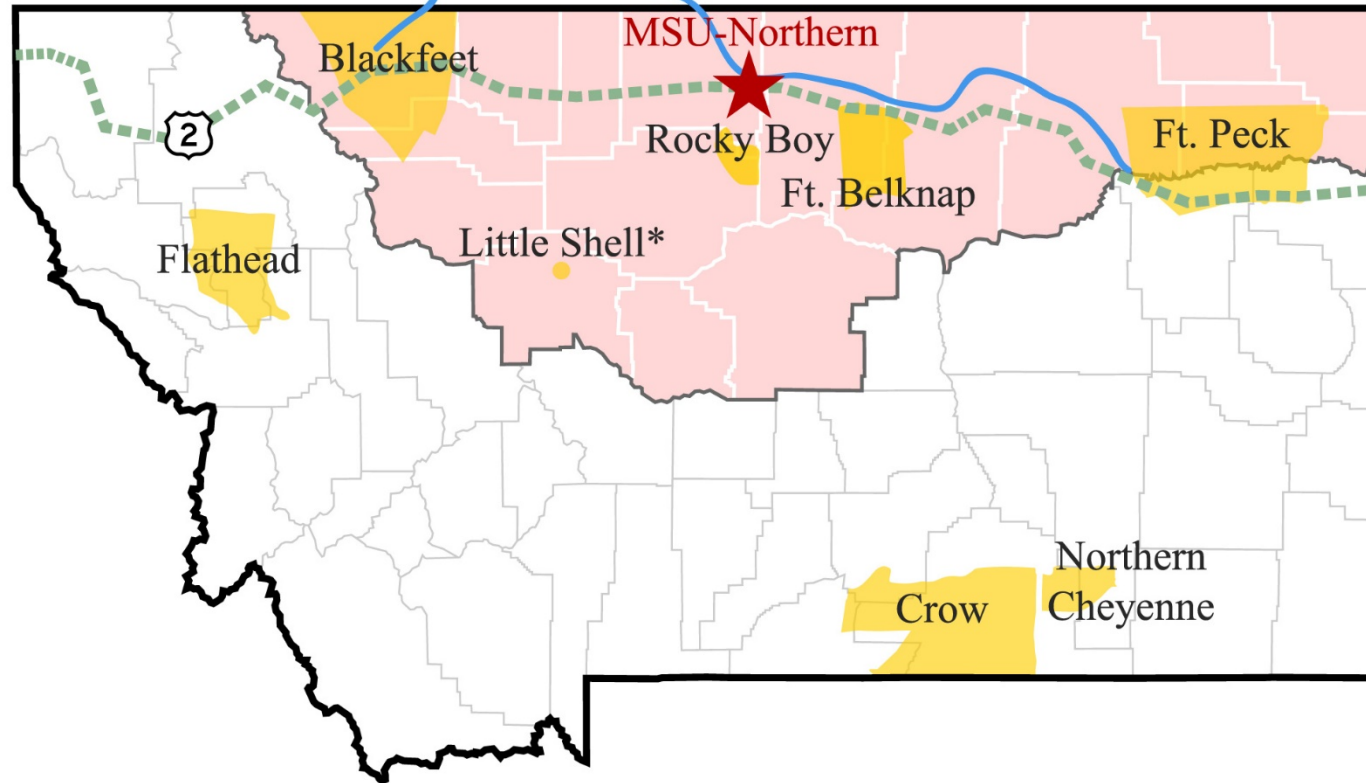 MSU-Northern
Blackfeet
2
Rocky Boy
Ft. Peck
Ft. Belknap
Little Shell*
Flathead
Northern
Cheyenne
Crow